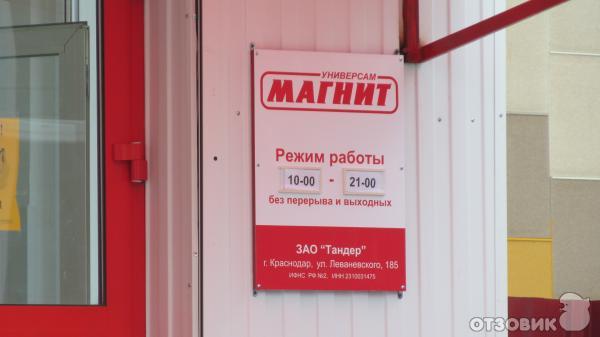 УНИВЕРСАМ
МАГНИТ
Режим работы
10-00 - 21-00
без перерыва и выходных
ЗАО "Тандер"
г. Краснодар, ул. Леваневского, 185
ИФНС РФ №2, ИНН 2310031475
ОТЗОВИК